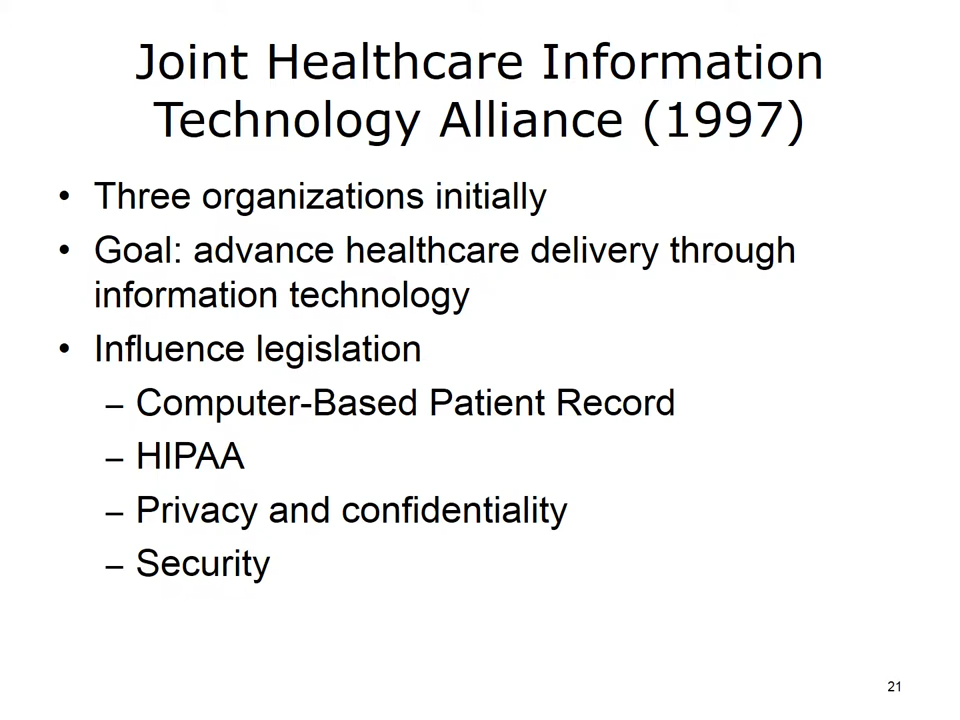 Joint Healthcare Information
Technology Alliance (1997)
• Three organizations initially
• Goal: advance healthcare delivery through
information technology
• Influence legislation
– Computer-Based Patient Record
– HIPAA
– Privacy and confidentiality
– Security
21